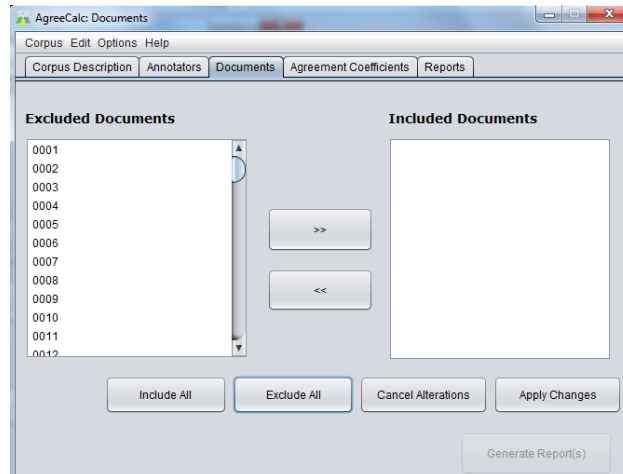 AgreeCalc: Documents
Corpus Edit Options Help
Corpus Description Annotators Documents Agreement Coefficients Reports
Excluded Documents
Included Documents
0001
0002
0003
0004
0005
0006
0007
0008
0009
0010
0011
0012
>>
<<
Include All
Exclude All
Cancel Alterations
Apply Changes
Generate Report(s)